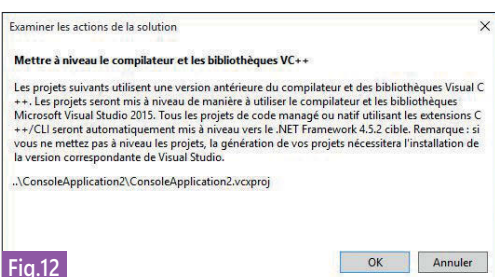 Examiner les actions de la solution
Mettre à niveau le compilateur et les bibliothèques VC++
Les projets suivants utilisent une version antérieure du compilateur et des bibliothèques Visual C
++. Les projets seront mis à niveau de manière à utiliser le compilateur et les bibliothèques
Microsoft Visual Studio 2015. Tous les projets de code managé ou natif utilisant les extensions C
++/CLI seront automatiquement mis à niveau vers le .NET Framework 4.5.2 cible. Remarque : si
vous ne mettez pas à niveau les projets, la génération de vos projets nécessitera l'installation de
la version correspondante de Visual Studio.
..\ConsoleApplication2\ConsoleApplication2.vcxproj
OK Annuler
Fig.12